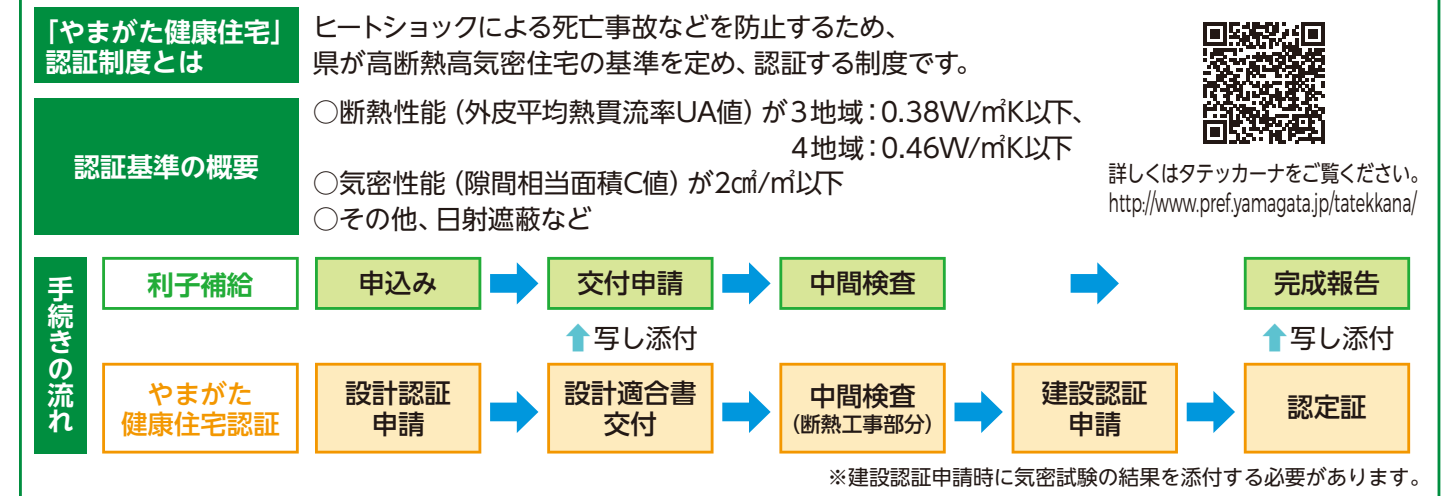 「やまがた健康住宅」
認証制度とは
ヒートショックによる死亡事故などを防止するため、
県が高断熱高気密住宅の基準を定め、認証する制度です。
認証基準の概要
○断熱性能（外皮平均熱貫流率UA値）が3地域：0.38W/㎡K以下、
4地域：0.46W/㎡K以下
○気密性能（隙間相当面積C値）が2㎠/㎡以下
○その他、日射遮蔽など
詳しくはタテッカーナをご覧ください。
http://www.pref.yamagata.jp/tatekkana/
手続きの流れ
利子補給
申込み
交付申請
中間検査
完成報告
写し添付
写し添付
やまがた
健康住宅認証
設計認証
申請
設計適合書
交付
中間検査
（断熱工事部分）
建設認証
申請
認定証
※建設認証申請時に気密試験の結果を添付する必要があります。